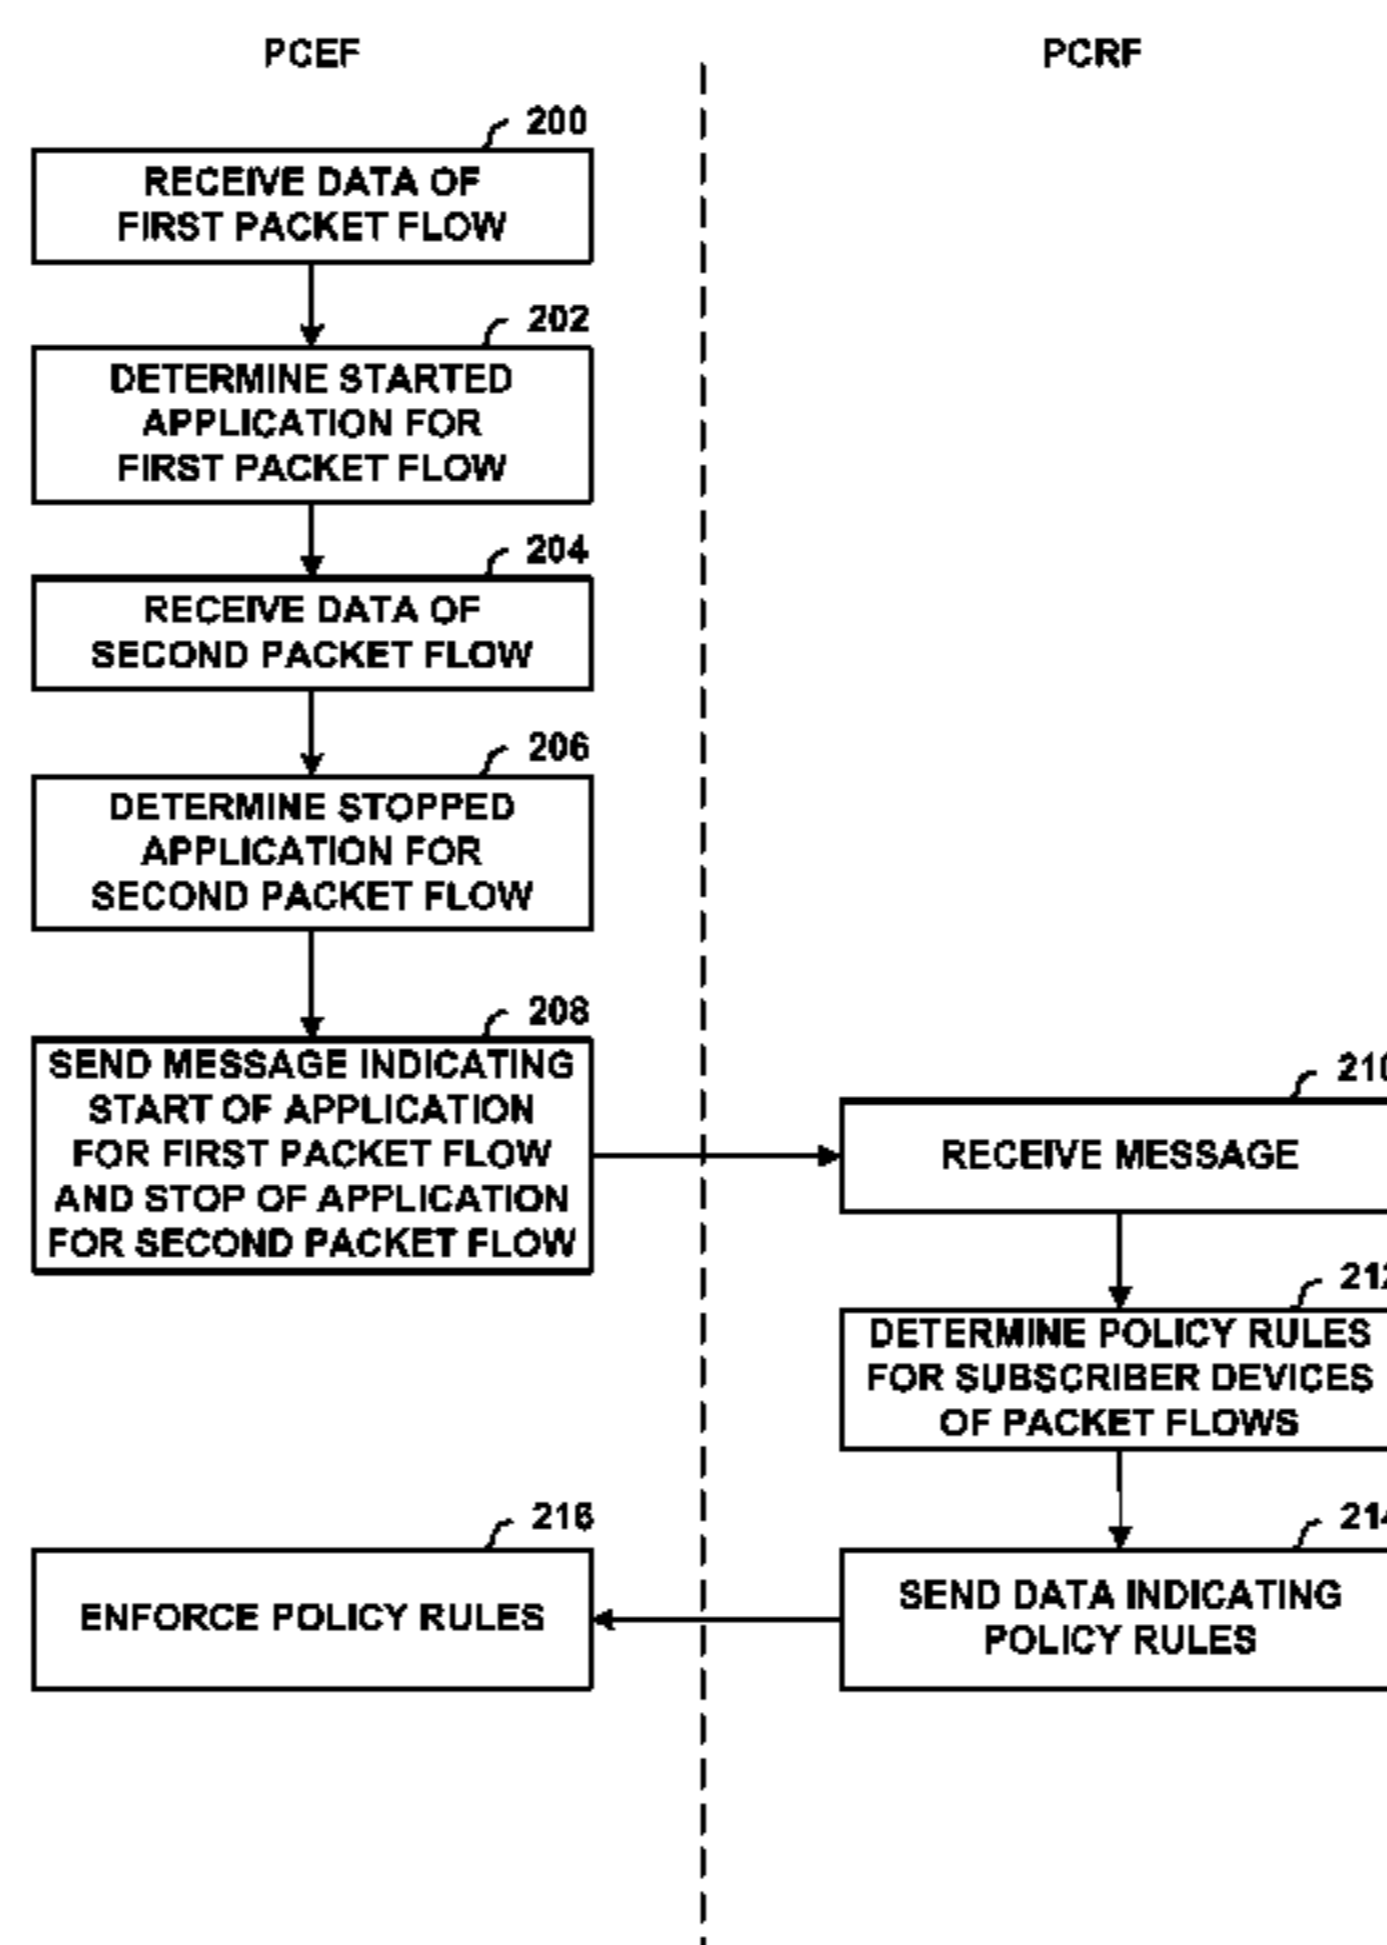 PCEF
PCRF
200
RECEIVE DATA OF
FIRST PACKET FLOW
202
DETERMINE STARTED
APPLICATION FOR
FIRST PACKET FLOW
204
RECEIVE DATA OF
SECOND PACKET FLOW
206
DETERMINE STOPPED
APPLICATION FOR
SECOND PACKET FLOW
208
SEND MESSAGE INDICATING
START OF APPLICATION
FOR FIRST PACKET FLOW
AND STOP OF APPLICATION
FOR SECOND PACKET FLOW
210
RECEIVE MESSAGE
212
DETERMINE POLICY RULES
FOR SUBSCRIBER DEVICES
OF PACKET FLOWS
214
SEND DATA INDICATING
POLICY RULES
216
ENFORCE POLICY RULES